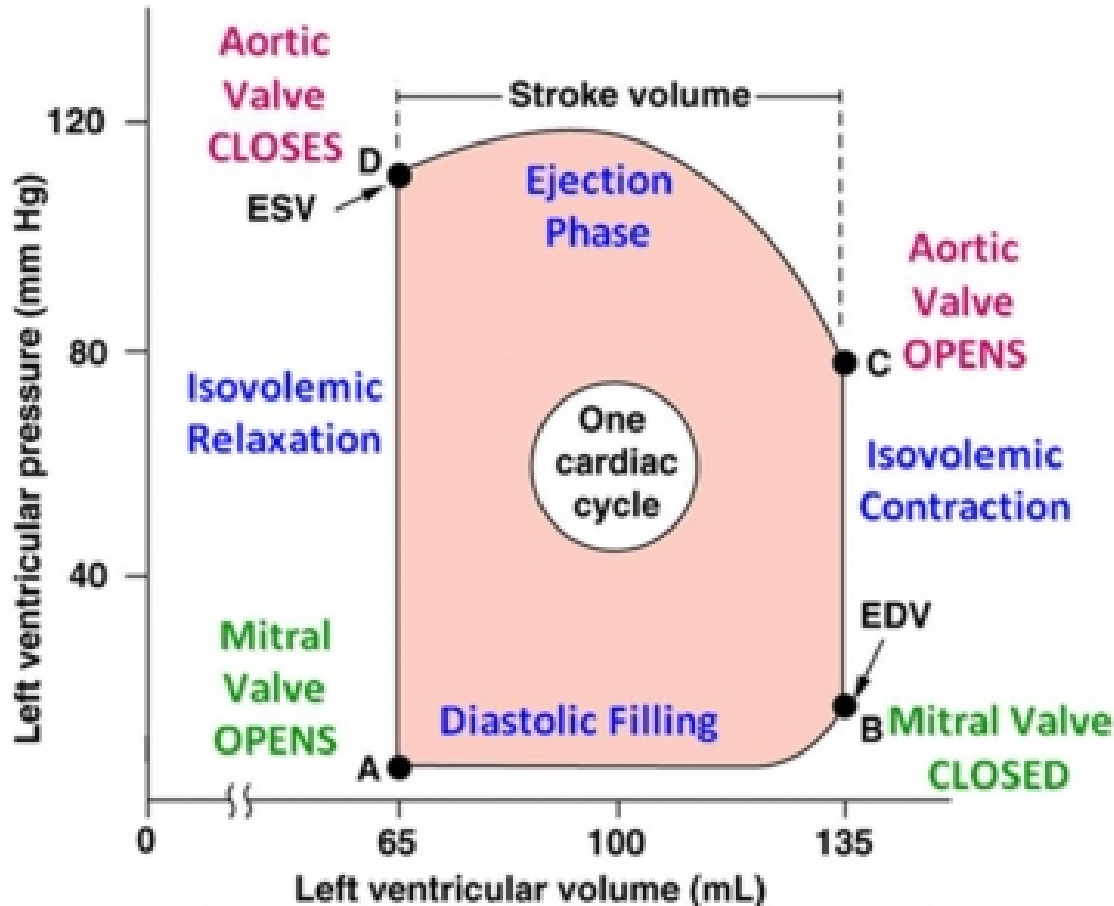 Aortic
Valve
CLOSES
Stroke volume
120
D
ESV
Ejection
Phase
Aortic
Valve
OPENS
80
C
Isovolemic
Relaxation
One
cardiac
cycle
Isovolemic
Contraction
40
EDV
Mitral
Valve
OPENS
Diastolic Filling
B
Mitral Valve
CLOSED
A
0
65
100
135
Left ventricular volume (mL)
Left ventricular pressure (mm Hg)